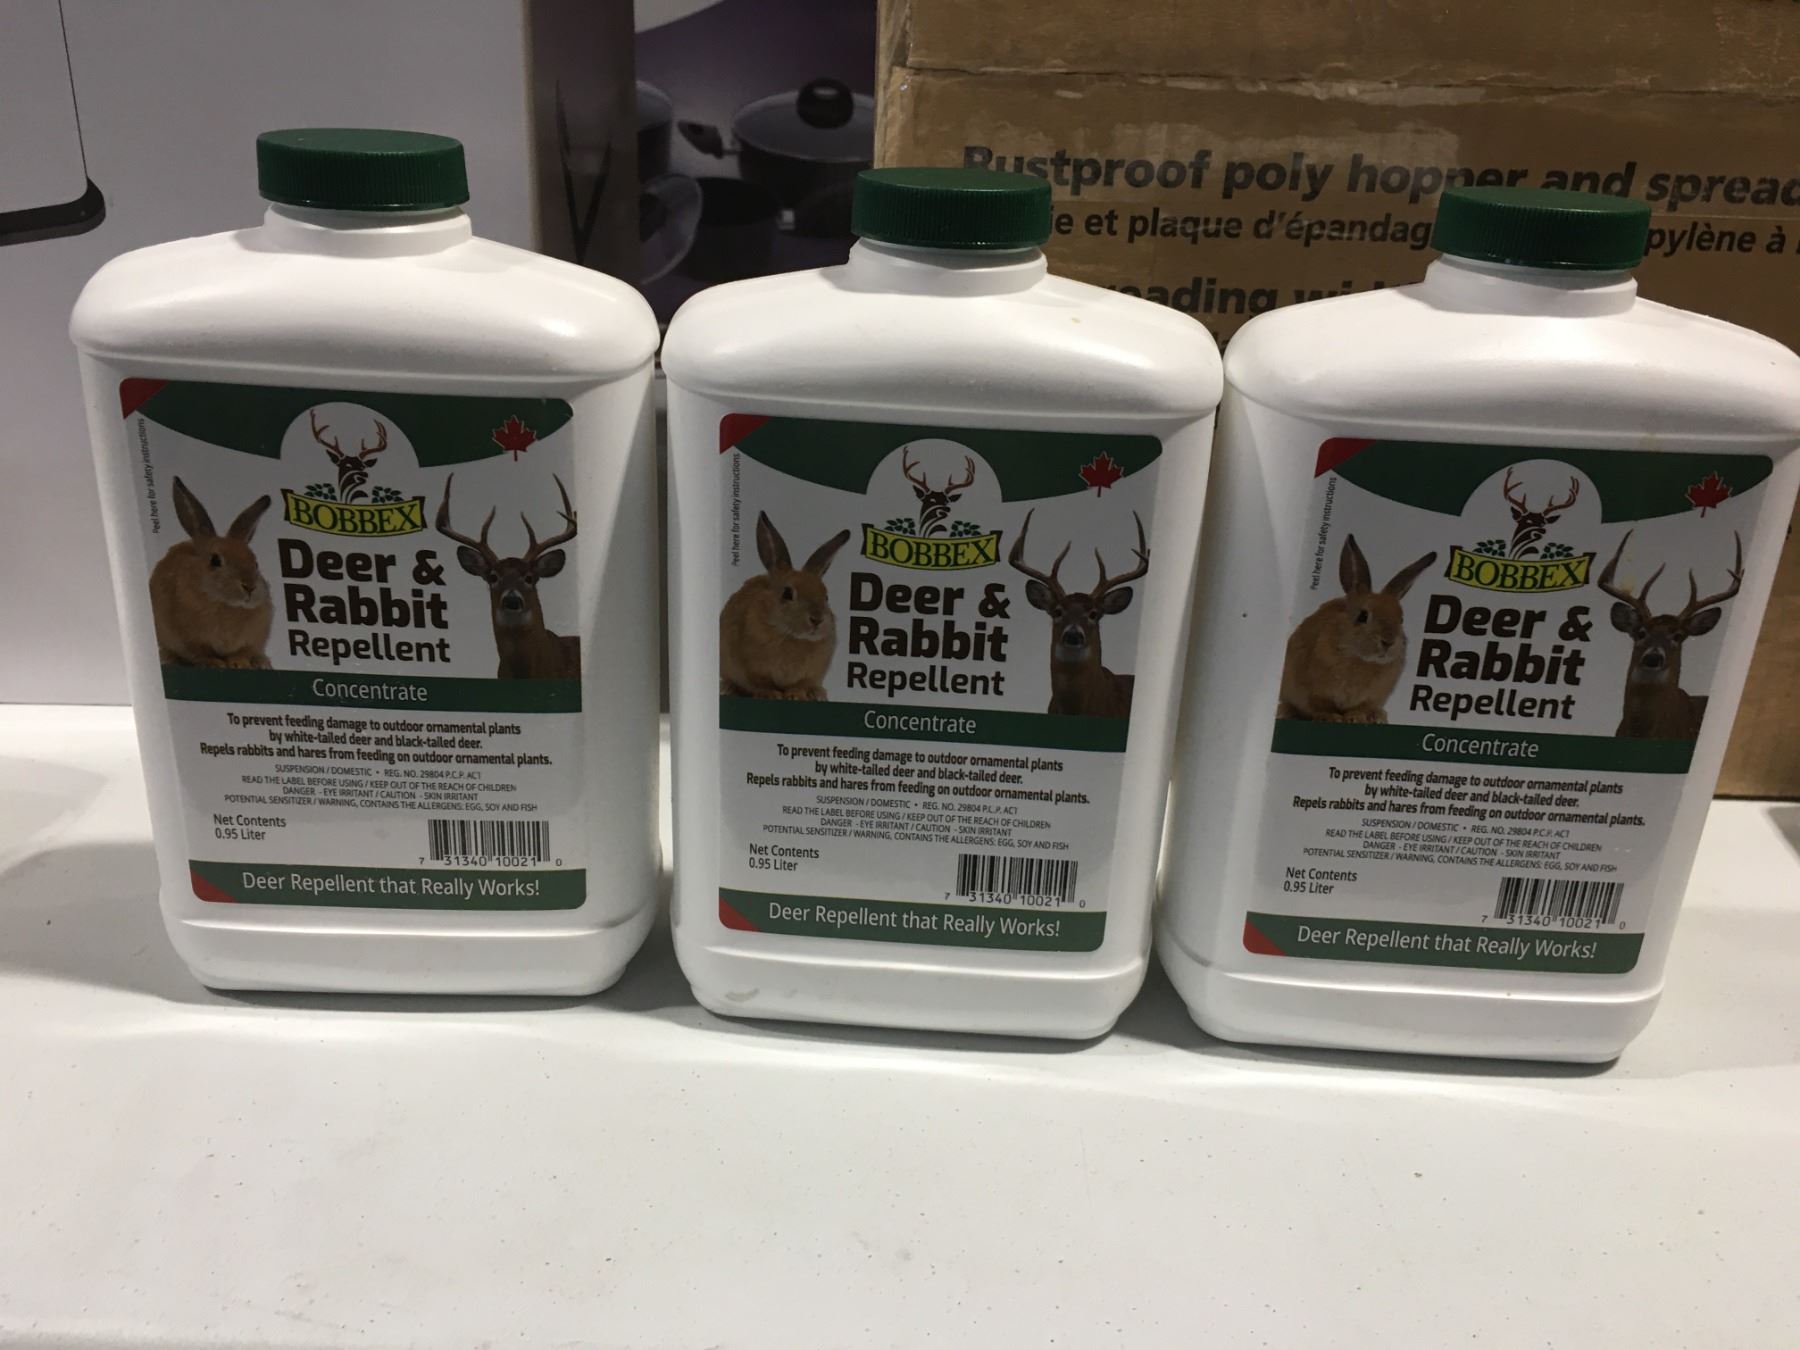 Rustproof poly hopper and spread
ie et plaque d'épandag
pylène à
Peel here for safety instructions
BOBBEX
Deer &
Rabbit
Repellent
Concentrate
To prevent feeding damage to outdoor ornamental plants
by white-tailed deer and black-tailed deer.
Repels rabbits and hares from feeding on outdoor ornamental plants.
SUSPENSION / DOMESTIC • REG. NO. 29804 P.C.P. ACT
READ THE LABEL BEFORE USING / KEEP OUT OF THE REACH OF CHILDREN
DANGER - EYE IRRITANT / CAUTION - SKIN IRRITANT
POTENTIAL SENSITIZER / WARNING, CONTAINS THE ALLERGENS: EGG, SOY AND FISH
Net Contents
0.95 Liter
7 31340 10021 0
Deer Repellent that Really Works!
Peel here for safety instructions
BOBBEX
Deer &
Rabbit
Repellent
Concentrate
To prevent feeding damage to outdoor ornamental plants
by white-tailed deer and black-tailed deer.
Repels rabbits and hares from feeding on outdoor ornamental plants.
SUSPENSION / DOMESTIC • REG. NO. 29804 P.C.P. ACT
READ THE LABEL BEFORE USING / KEEP OUT OF THE REACH OF CHILDREN
DANGER - EYE IRRITANT / CAUTION - SKIN IRRITANT
POTENTIAL SENSITIZER / WARNING, CONTAINS THE ALLERGENS: EGG, SOY AND FISH
Net Contents
0.95 Liter
7 31340 10021 0
Deer Repellent that Really Works!
Peel here for safety instructions
BOBBEX
Deer &
Rabbit
Repellent
Concentrate
To prevent feeding damage to outdoor ornamental plants
by white-tailed deer and black-tailed deer.
Repels rabbits and hares from feeding on outdoor ornamental plants.
SUSPENSION / DOMESTIC • REG. NO. 29804 P.C.P. ACT
READ THE LABEL BEFORE USING / KEEP OUT OF THE REACH OF CHILDREN
DANGER - EYE IRRITANT / CAUTION - SKIN IRRITANT
POTENTIAL SENSITIZER / WARNING, CONTAINS THE ALLERGENS: EGG, SOY AND FISH
Net Contents
0.95 Liter
7 31340 10021 0
Deer Repellent that Really Works!